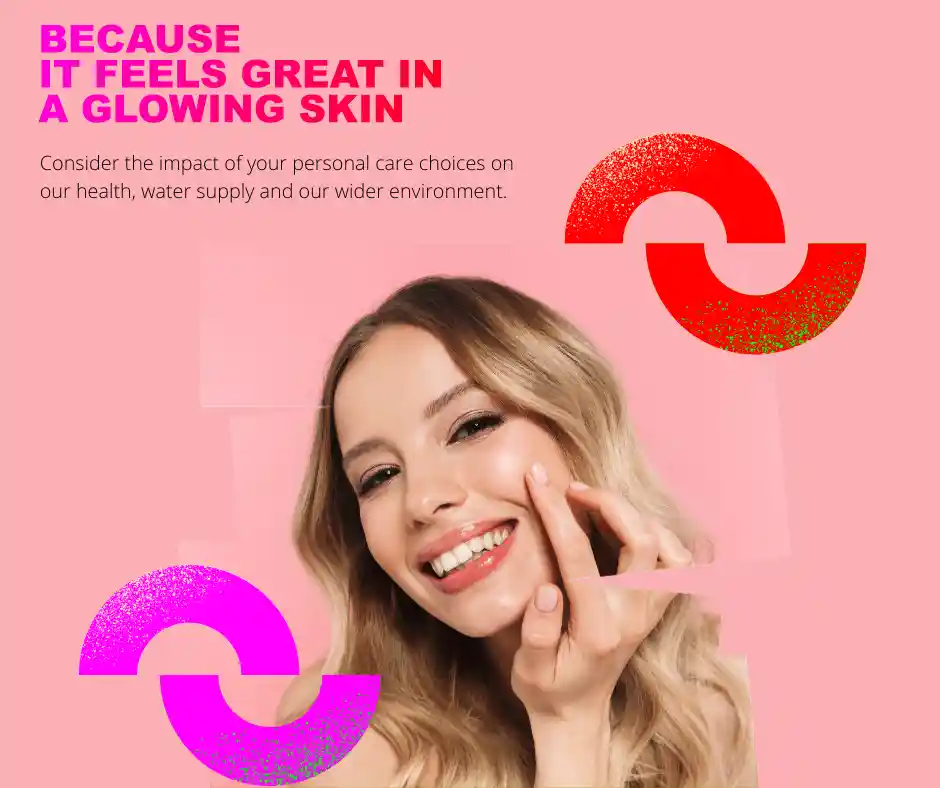 BECAUSE
IT FEELS GREAT IN
A GLOWING SKIN
Consider the impact of your personal care choices on
our health, water supply and our wider environment.